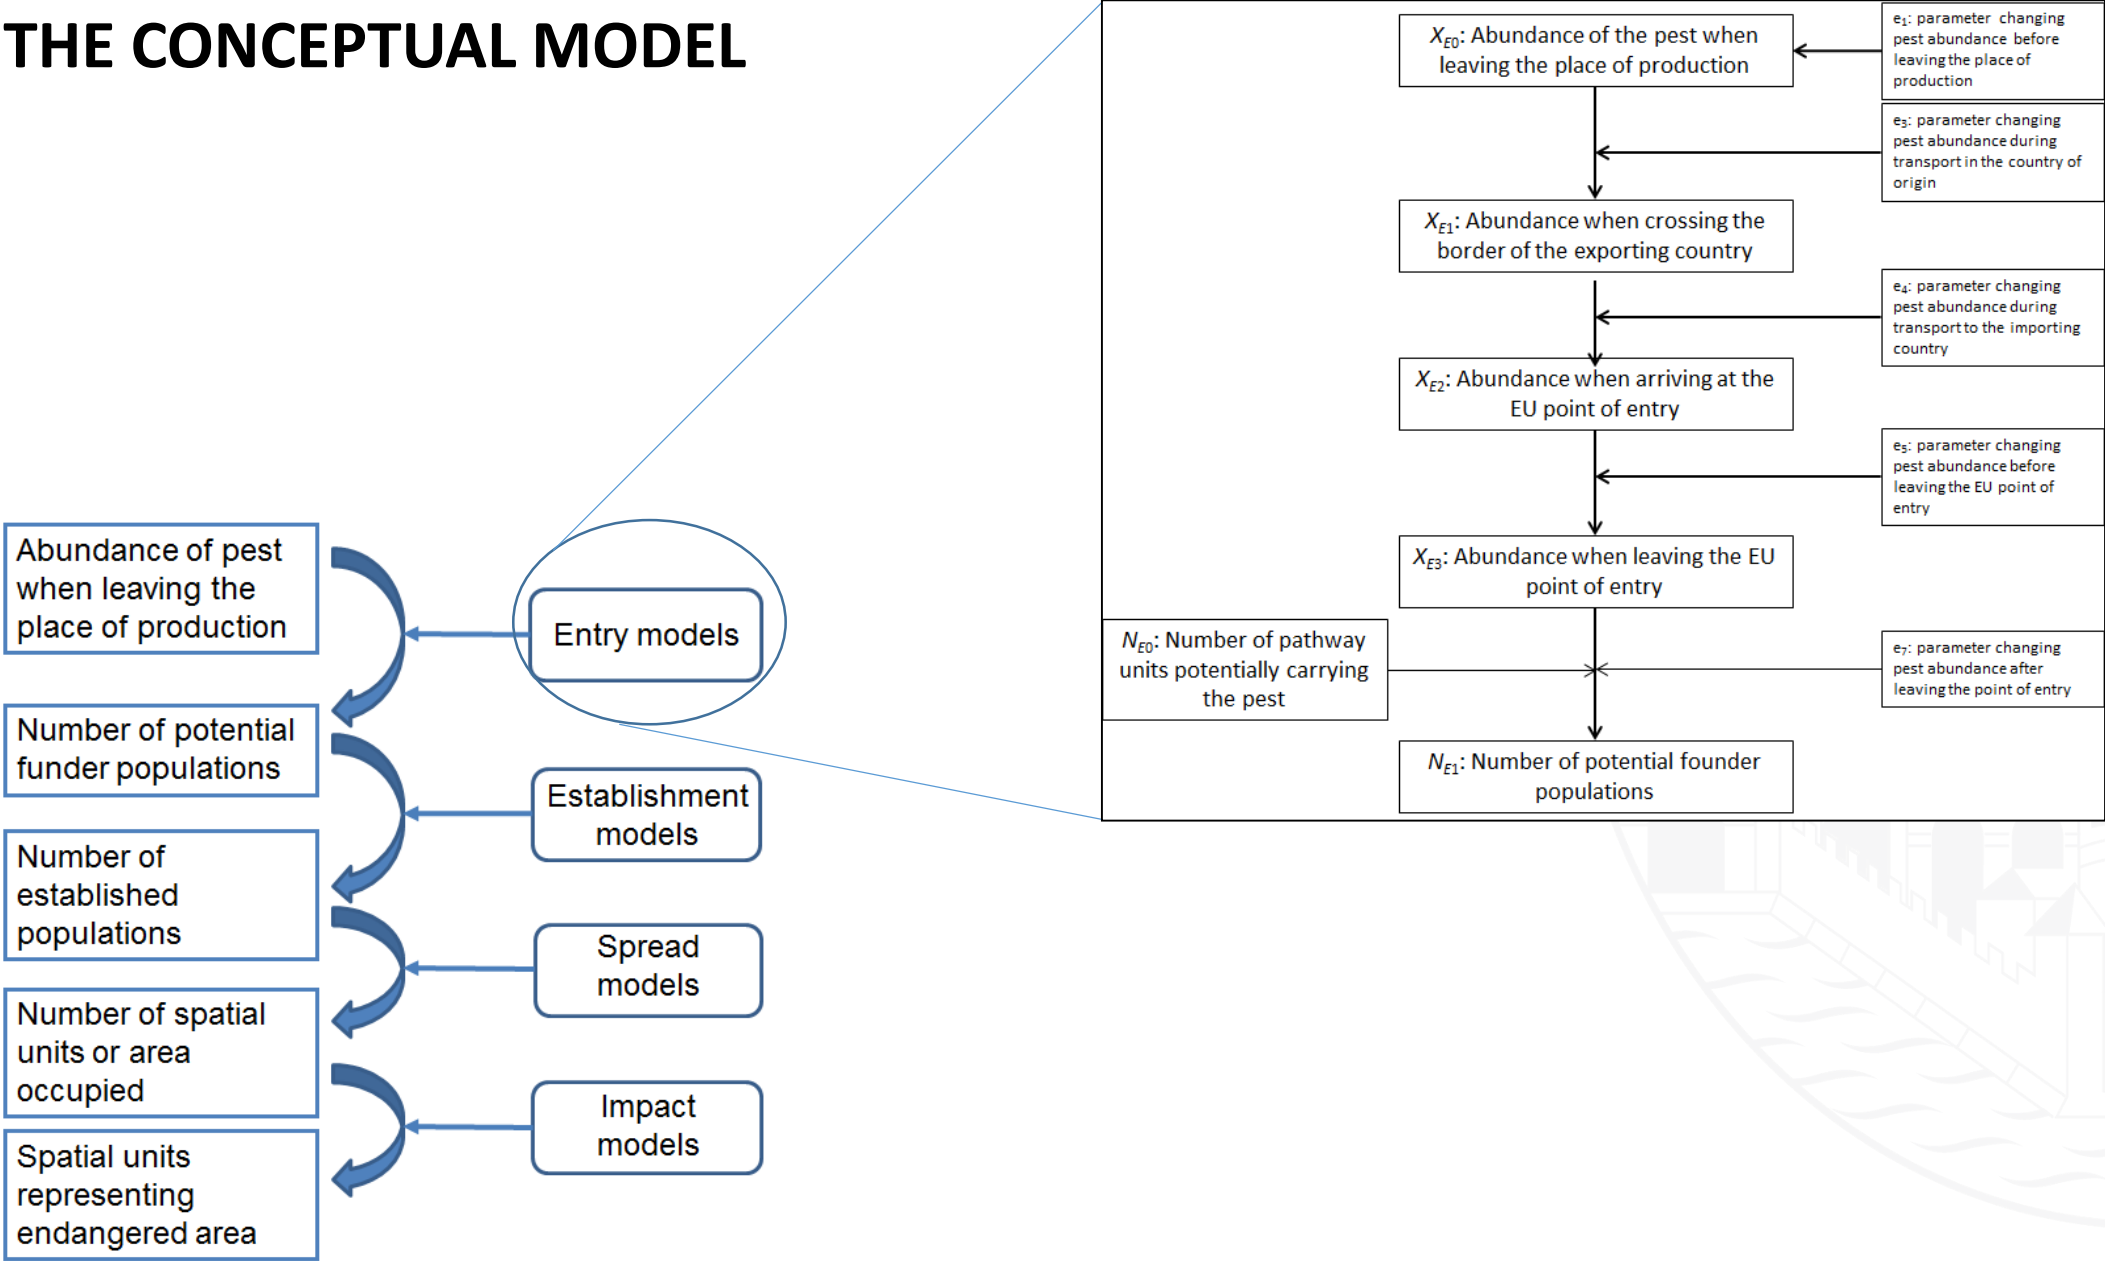 THE CONCEPTUAL MODEL
Abundance of pest
when leaving the
place of production
Number of potential
funder populations
Number of
established
populations
Number of spatial
units or area
occupied
Spatial units
representing
endangered area
Entry models
Establishment
models
Spread
models
Impact
models
X_E0: Abundance of the pest when
leaving the place of production
X_E1: Abundance when crossing the
border of the exporting country
X_E2: Abundance when arriving at the
EU point of entry
X_E3: Abundance when leaving the EU
point of entry
N_E0: Number of pathway
units potentially carrying
the pest
N_E1: Number of potential founder
populations
e₁: parameter changing
pest abundance before
leaving the place of
production
e₃: parameter changing
pest abundance during
transport in the country of
origin
e₄: parameter changing
pest abundance during
transport to the importing
country
e₅: parameter changing
pest abundance before
leaving the EU point of
entry
e₇: parameter changing
pest abundance after
leaving the point of entry